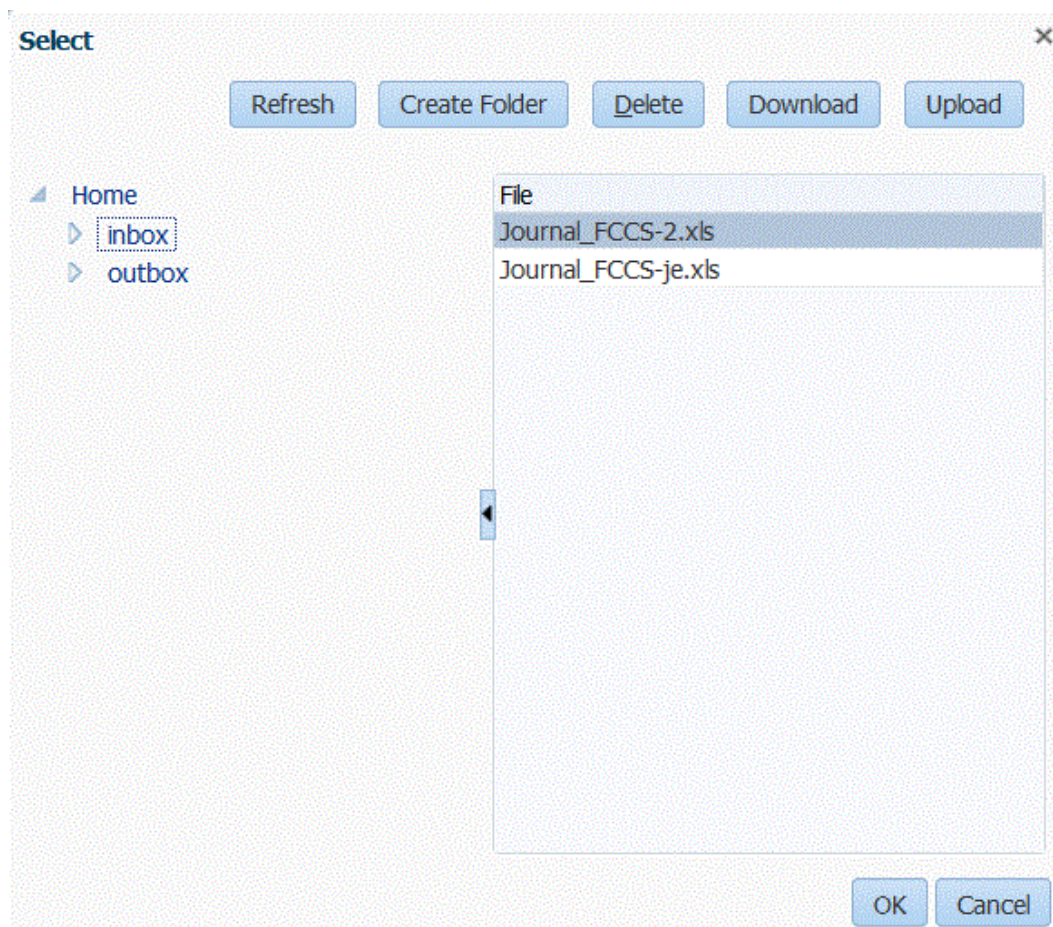 Select
Refresh Create Folder Delete Download Upload
Home
inbox
outbox
File
Journal_FCCS-2.xls
Journal_FCCS-je.xls
OK Cancel